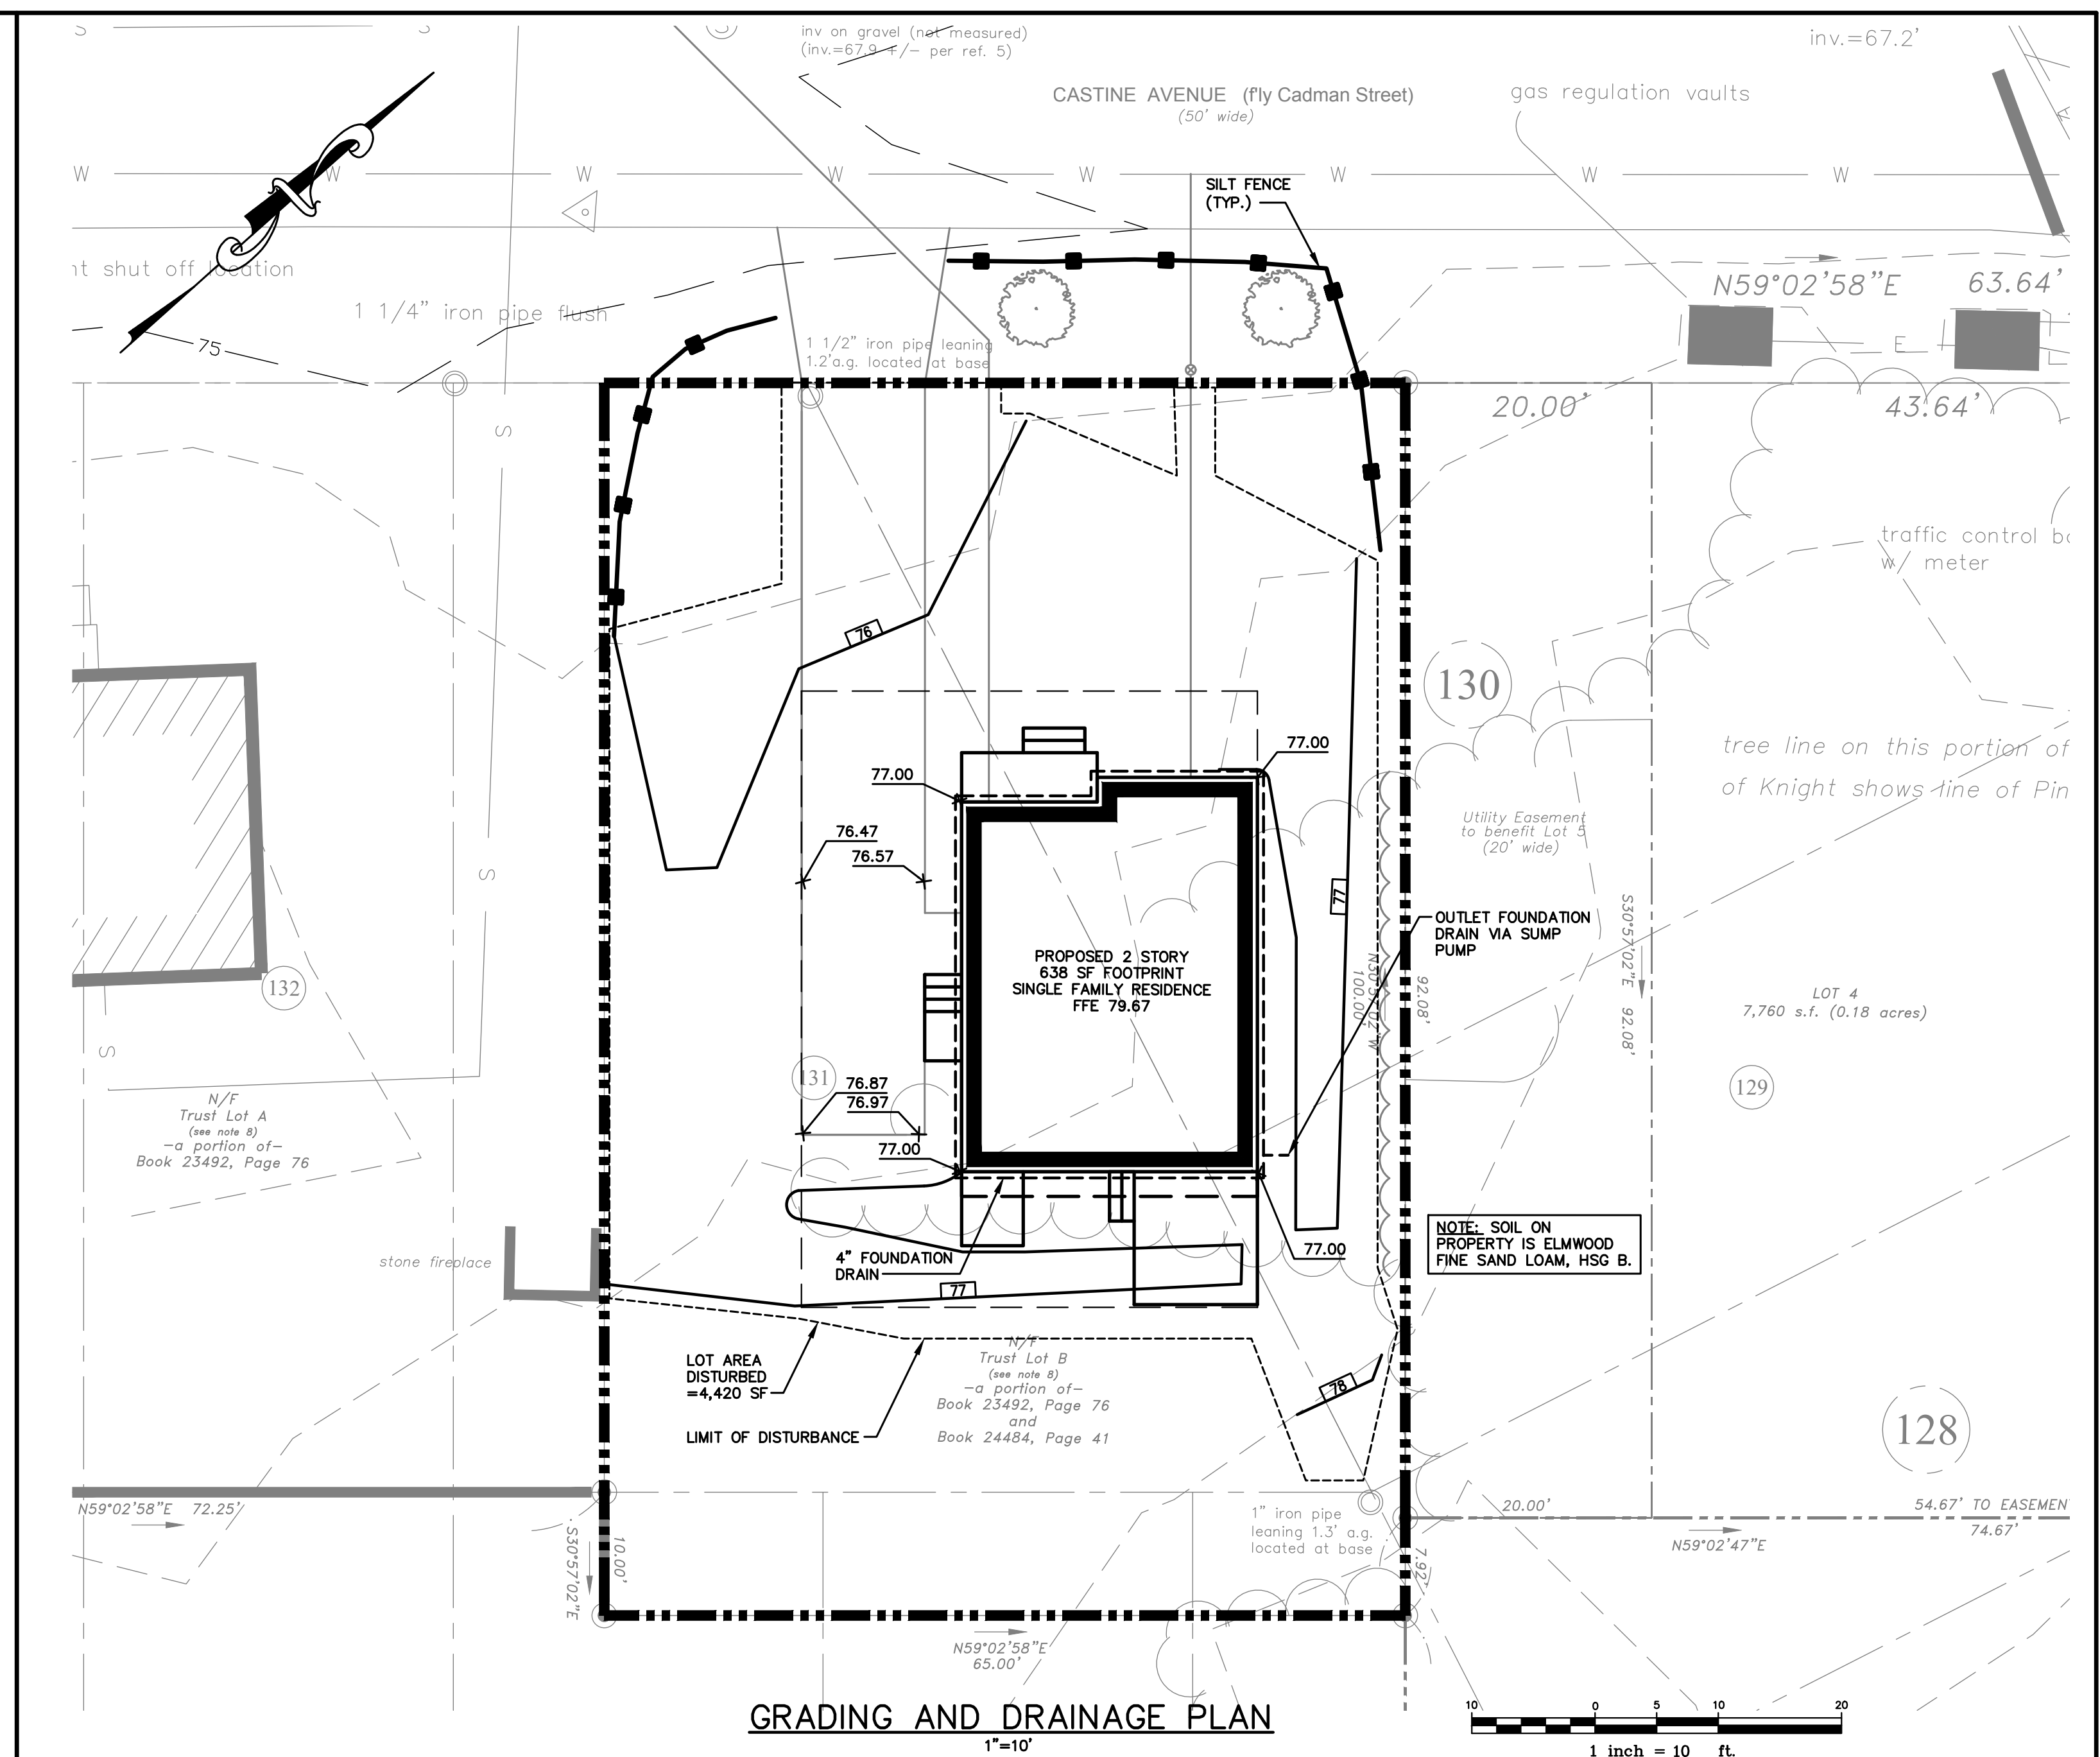 S
S
S
inv on gravel (not measured)
(inv.=67.9 +/- per ref. 5)
inv.=67.2'
CASTINE AVENUE (f'ly Cadman Street)
(50' wide)
gas regulation vaults
W
W
W
W
W
W
W
W
SILT FENCE
(TYP.)
nt shut off location
1 1/4" iron pipe flush
75
1 1/2" iron pipe leaning
1.2'a.g. located at base
N59°02'58"E
63.64'
E
20.00'
43.64'
S
traffic control bo
w/ meter
76
130
77.00
77.00
tree line on this portion of
of Knight shows line of Pin
76.47
76.57
Utility Easement
to benefit Lot 5
(20' wide)
S
77
OUTLET FOUNDATION
DRAIN VIA SUMP
PUMP
PROPOSED 2 STORY
638 SF FOOTPRINT
SINGLE FAMILY RESIDENCE
FFE 79.67
N30°57'02"W
100.00'
92.08'
S30°57'02"E 92.08'
132
LOT 4
7,760 s.f. (0.18 acres)
S
131
76.87
76.97
129
N/F
Trust Lot A
(see note 8)
-a portion of-
Book 23492, Page 76
77.00
NOTE: SOIL ON
PROPERTY IS ELMWOOD
FINE SAND LOAM, HSG B.
stone fireplace
4" FOUNDATION
DRAIN
77.00
77
LOT AREA
DISTURBED
=4,420 SF
N/F
Trust Lot B
(see note 8)
-a portion of-
Book 23492, Page 76
and
Book 24484, Page 41
78
LIMIT OF DISTURBANCE
128
N59°02'58"E 72.25'
1" iron pipe
leaning 1.3' a.g.
located at base
20.00'
54.67' TO EASEMEN
74.67'
N59°02'47"E
S30°57'02"E
10.00'
7.92'
N59°02'58"E
65.00'
GRADING AND DRAINAGE PLAN
1"=10'
10 0 5 10 20
1 inch = 10 ft.